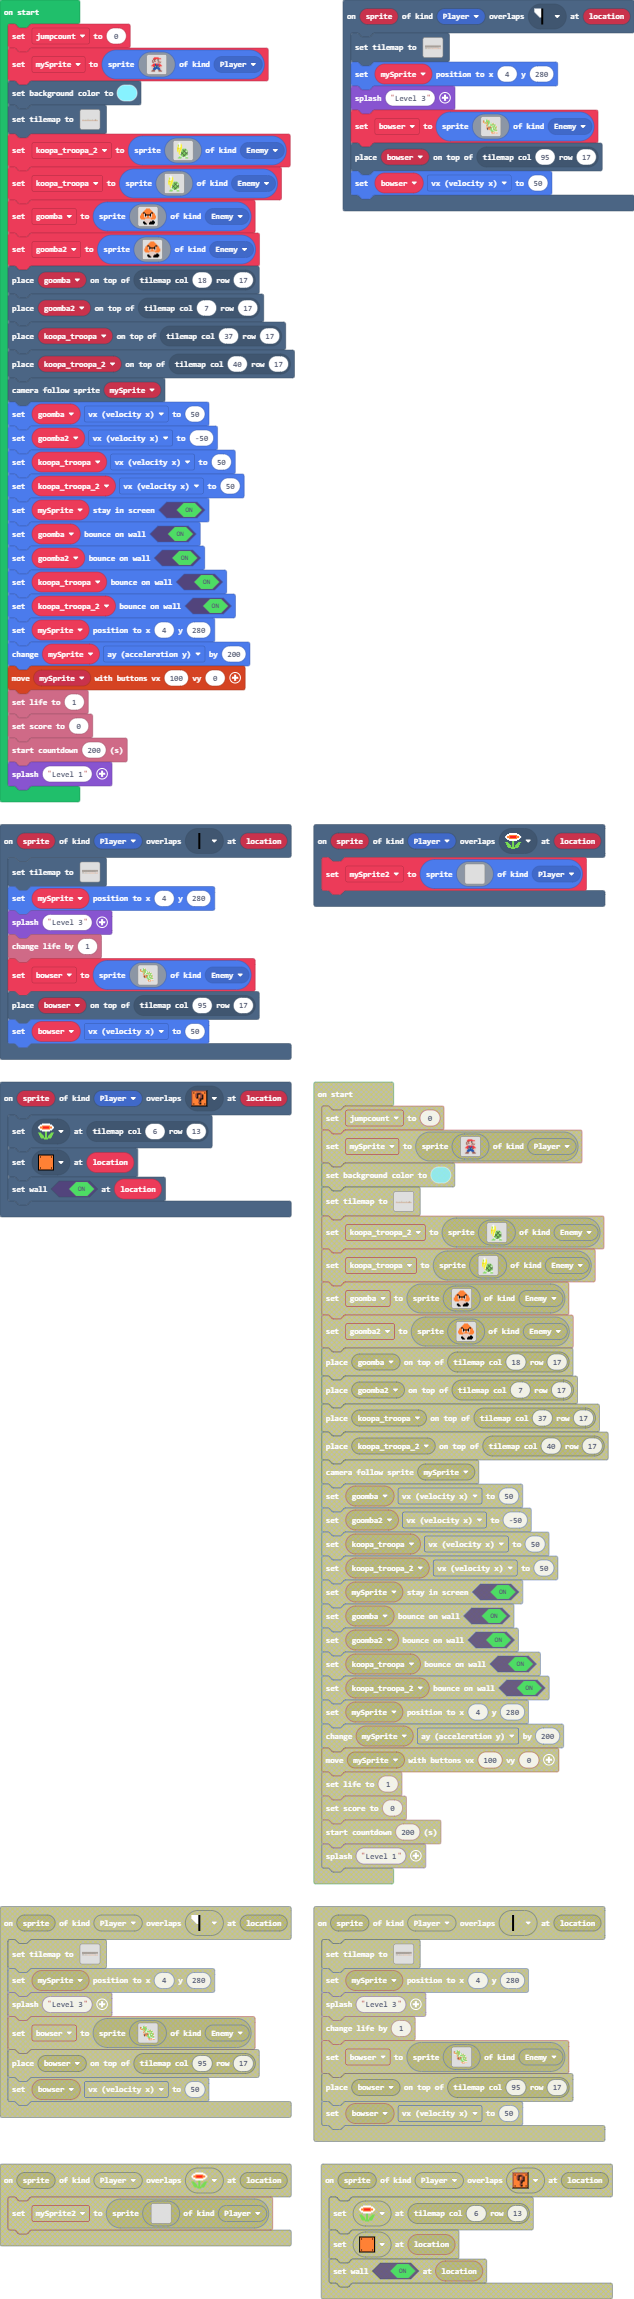 on start
set jumpcount to 0
set mySprite to sprite of kind Player
set background color to
set tilemap to
set koopa_troopa_2 to sprite of kind Enemy
set koopa_troopa to sprite of kind Enemy
set goomba to sprite of kind Enemy
set goomba2 to sprite of kind Enemy
place goomba on top of tilemap col 18 row 17
place goomba2 on top of tilemap col 7 row 17
place koopa_troopa on top of tilemap col 37 row 17
place koopa_troopa_2 on top of tilemap col 40 row 17
camera follow sprite mySprite
set goomba vx (velocity x) to 50
set goomba2 vx (velocity x) to -50
set koopa_troopa vx (velocity x) to 50
set koopa_troopa_2 vx (velocity x) to 50
set mySprite stay in screen ON
set goomba bounce on wall ON
set goomba2 bounce on wall ON
set koopa_troopa bounce on wall ON
set koopa_troopa_2 bounce on wall ON
set mySprite position to x 4 y 280
change mySprite ay (acceleration y) by 200
move mySprite with buttons vx 100 vy 0
set life to 1
set score to 0
start countdown 200 (s)
splash "Level 1"
on sprite of kind Player overlaps at location
set tilemap to
set mySprite position to x 4 y 280
splash "Level 3"
set bowser to sprite of kind Enemy
place bowser on top of tilemap col 95 row 17
set bowser vx (velocity x) to 50
on sprite of kind Player overlaps at location
set tilemap to
set mySprite position to x 4 y 280
splash "Level 3"
change life by 1
set bowser to sprite of kind Enemy
place bowser on top of tilemap col 95 row 17
set bowser vx (velocity x) to 50
on sprite of kind Player overlaps at location
set mySprite2 to sprite of kind Player
on sprite of kind Player overlaps at location
set at tilemap col 6 row 13
set at location
set wall ON at location
on start
set jumpcount to 0
set mySprite to sprite of kind Player
set background color to
set tilemap to
set koopa_troopa_2 to sprite of kind Enemy
set koopa_troopa to sprite of kind Enemy
set goomba to sprite of kind Enemy
set goomba2 to sprite of kind Enemy
place goomba on top of tilemap col 18 row 17
place goomba2 on top of tilemap col 7 row 17
place koopa_troopa on top of tilemap col 37 row 17
place koopa_troopa_2 on top of tilemap col 40 row 17
camera follow sprite mySprite
set goomba vx (velocity x) to 50
set goomba2 vx (velocity x) to -50
set koopa_troopa vx (velocity x) to 50
set koopa_troopa_2 vx (velocity x) to 50
set mySprite stay in screen ON
set goomba bounce on wall ON
set goomba2 bounce on wall ON
set koopa_troopa bounce on wall ON
set koopa_troopa_2 bounce on wall ON
set mySprite position to x 4 y 280
change mySprite ay (acceleration y) by 200
move mySprite with buttons vx 100 vy 0
set life to 1
set score to 0
start countdown 200 (s)
splash "Level 1"
on sprite of kind Player overlaps at location
set tilemap to
set mySprite position to x 4 y 280
splash "Level 3"
set bowser to sprite of kind Enemy
place bowser on top of tilemap col 95 row 17
set bowser vx (velocity x) to 50
on sprite of kind Player overlaps at location
set tilemap to
set mySprite position to x 4 y 280
splash "Level 3"
change life by 1
set bowser to sprite of kind Enemy
place bowser on top of tilemap col 95 row 17
set bowser vx (velocity x) to 50
on sprite of kind Player overlaps at location
set mySprite2 to sprite of kind Player
on sprite of kind Player overlaps at location
set at tilemap col 6 row 13
set at location
set wall ON at location